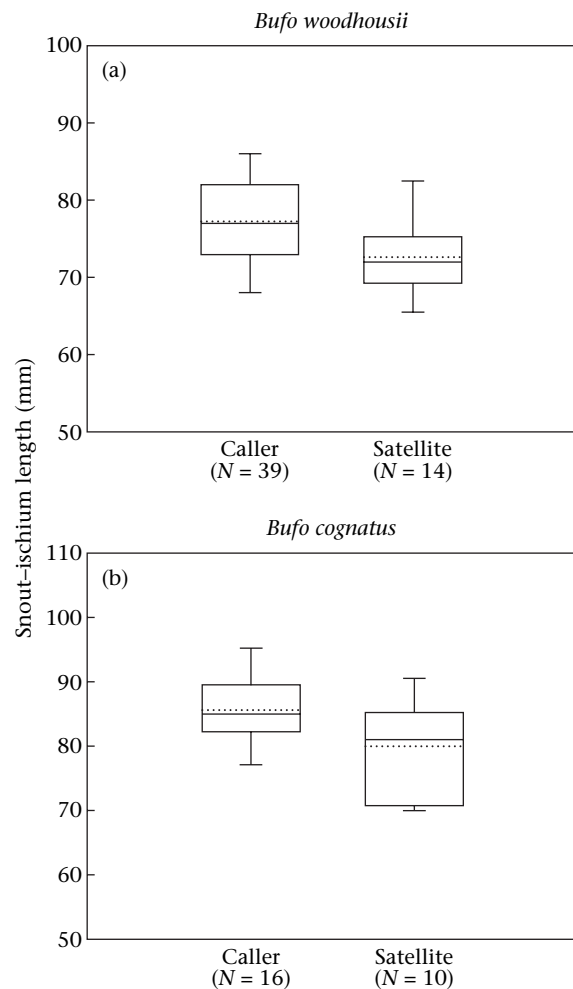 Bufo woodhousii
(a)
100
90
80
70
60
50
Caller
(N = 39)
Satellite
(N = 14)
Snout–ischium length (mm)
Bufo cognatus
(b)
110
100
90
80
70
60
50
Caller
(N = 16)
Satellite
(N = 10)